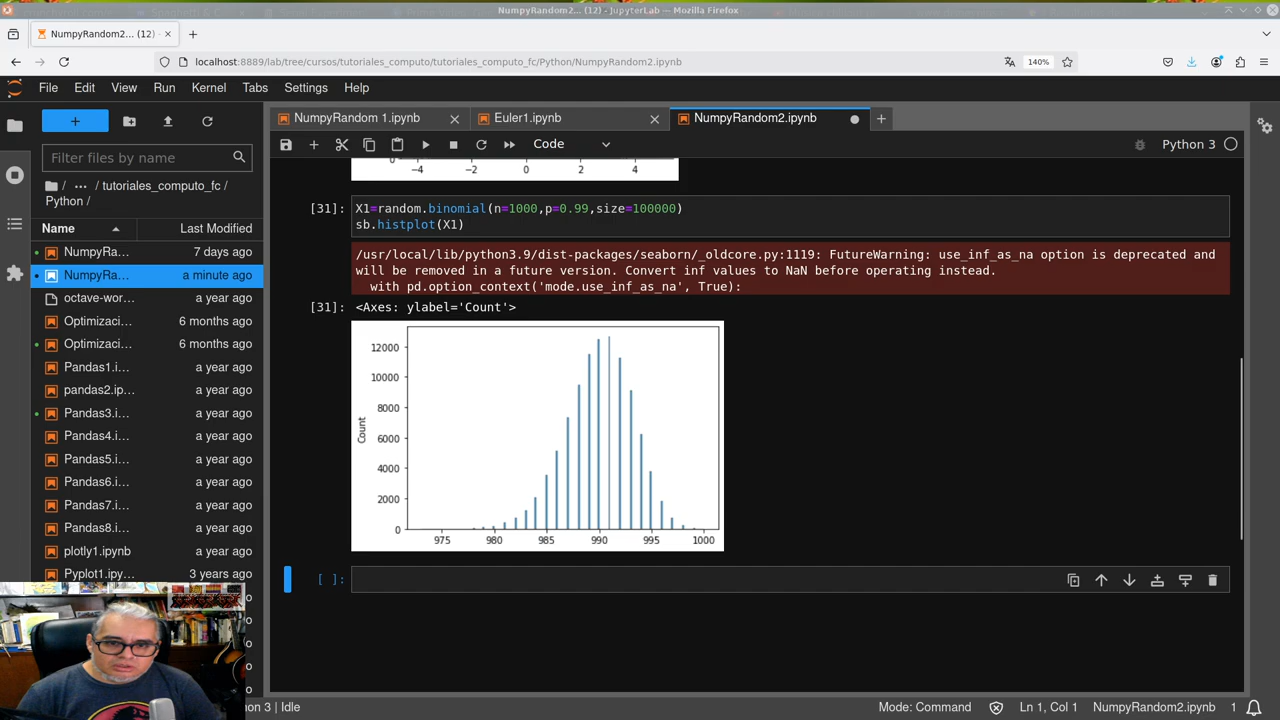 NumpyRandom2... (12) - JupyterLab — Mozilla Firefox
NumpyRandom2... (12)
localhost:8889/lab/tree/cursos/tutoriales_computo/tutoriales_computo_fc/Python/NumpyRandom2.ipynb
140%
File Edit View Run Kernel Tabs Settings Help
NumpyRandom 1.ipynb
Euler1.ipynb
NumpyRandom2.ipynb
Filter files by name
Code
Python 3
/ ... / tutoriales_computo_fc /
Python /
Name Last Modified
NumpyRa... 7 days ago
NumpyRa... a minute ago
octave-wor... a year ago
Optimizaci... 6 months ago
Optimizaci... 6 months ago
Pandas1.i... a year ago
pandas2.ip... a year ago
Pandas3.i... a year ago
Pandas4.i... a year ago
Pandas5.i... a year ago
Pandas6.i... a year ago
Pandas7.i... a year ago
Pandas8.i... a year ago
plotly1.ipynb a year ago
Pyplot1.ipy... 3 years ago
−4 −2 0 2 4
[31]: X1=random.binomial(n=1000,p=0.99,size=100000)
sb.histplot(X1)
/usr/local/lib/python3.9/dist-packages/seaborn/_oldcore.py:1119: FutureWarning: use_inf_as_na option is deprecated and
will be removed in a future version. Convert inf values to NaN before operating instead.
with pd.option_context('mode.use_inf_as_na', True):
[31]: <Axes: ylabel='Count'>
12000
10000
8000
6000
4000
2000
0
Count
975 980 985 990 995 1000
[ ]:
n 3 | Idle
Mode: Command
Ln 1, Col 1
NumpyRandom2.ipynb
1